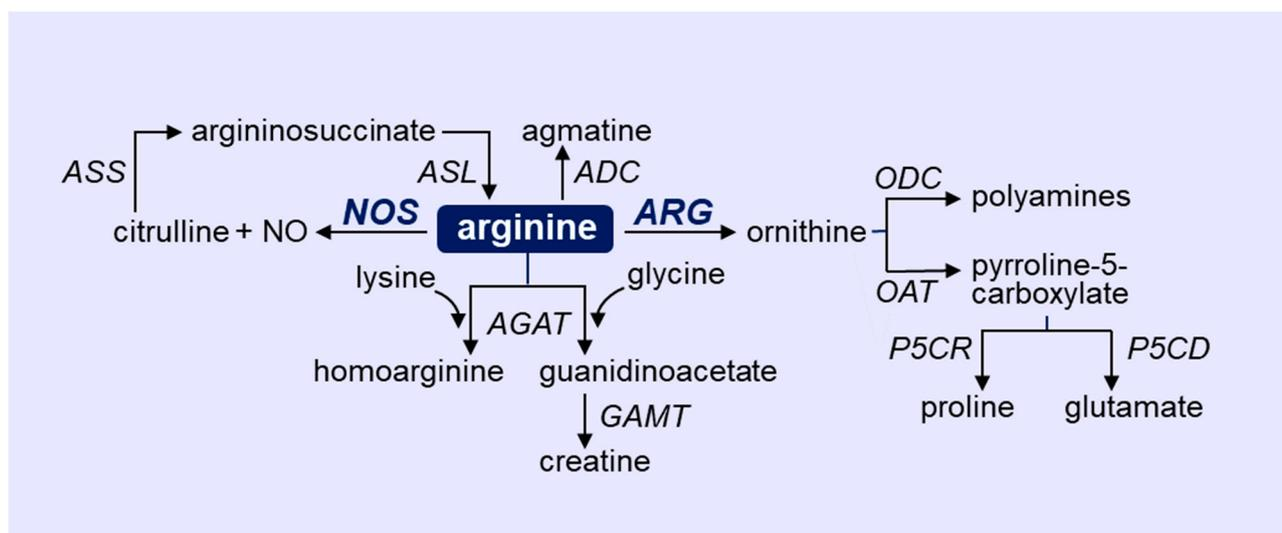 argininosuccinate
agmatine
ASS
ASL
ADC
ODC
polyamines
citrulline + NO
NOS
arginine
ARG
ornithine
lysine
glycine
pyrroline-5-
carboxylate
OAT
AGAT
P5CR
P5CD
homoarginine
guanidinoacetate
proline
glutamate
GAMT
creatine